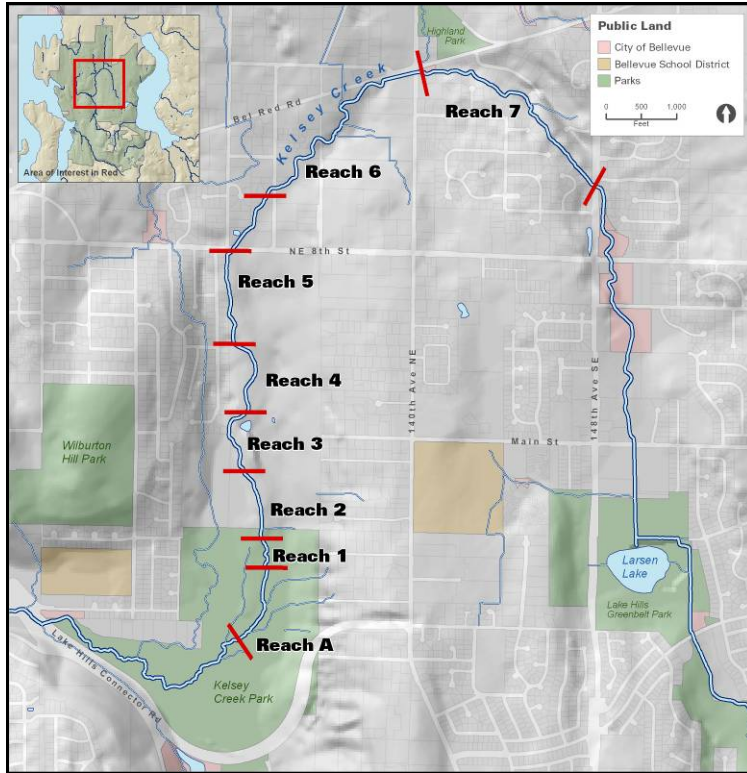 Area of Interest in Red
Highland
Park
Public Land
City of Bellevue
Bellevue School District
Parks
0 500 1,000
Feet
Bel Red Rd
Kelsey Creek
Reach 7
Reach 6
NE 8th St
Reach 5
Reach 4
140th Ave NE
148th Ave SE
Main St
Reach 3
Wilburton
Hill Park
Reach 2
Reach 1
Larsen
Lake
Lake Hills
Greenbelt Park
Reach A
Lake Hills
Connector Rd
Kelsey
Creek Park